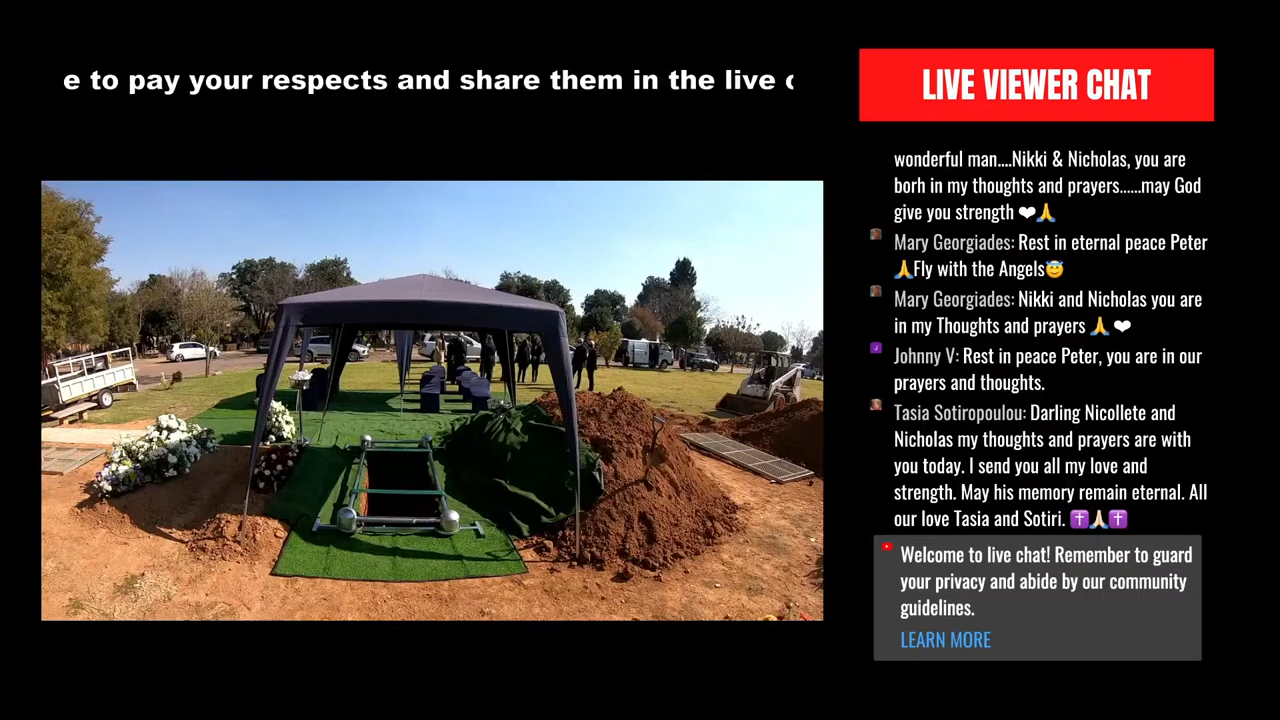 e to pay your respects and share them in the live
LIVE VIEWER CHAT
wonderful man....Nikki & Nicholas, you are
borh in my thoughts and prayers......may God
give you strength ❤🙏
Mary Georgiades: Rest in eternal peace Peter
🙏Fly with the Angels😇
Mary Georgiades: Nikki and Nicholas you are
in my Thoughts and prayers 🙏 ❤
Johnny V: Rest in peace Peter, you are in our
prayers and thoughts.
Tasia Sotiropoulou: Darling Nicollete and
Nicholas my thoughts and prayers are with
you today. I send you all my love and
strength. May his memory remain eternal. All
our love Tasia and Sotiri. ✝️🙏🏻✝️
Welcome to live chat! Remember to guard
your privacy and abide by our community
guidelines.
LEARN MORE